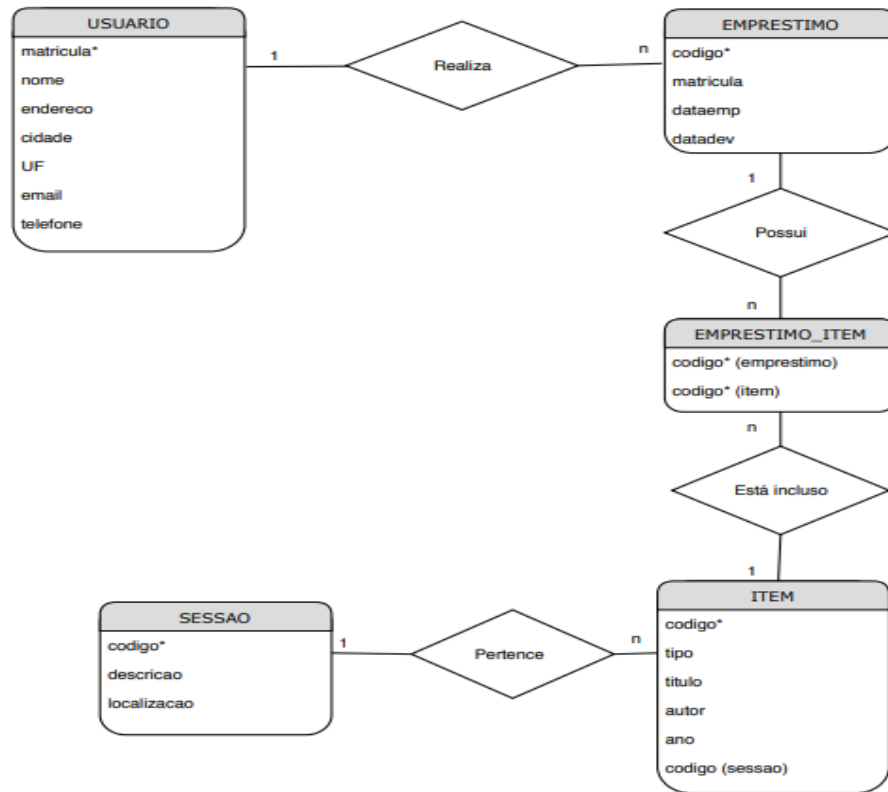 USUARIO
matricula*
nome
endereco
cidade
UF
email
telefone
1
Realiza
n
EMPRESTIMO
codigo*
matricula
dataemp
datadev
1
Possui
n
EMPRESTIMO_ITEM
codigo* (emprestimo)
codigo* (item)
n
Está incluso
1
ITEM
codigo*
tipo
titulo
autor
ano
codigo (sessao)
n
Pertence
1
SESSAO
codigo*
descricao
localizacao